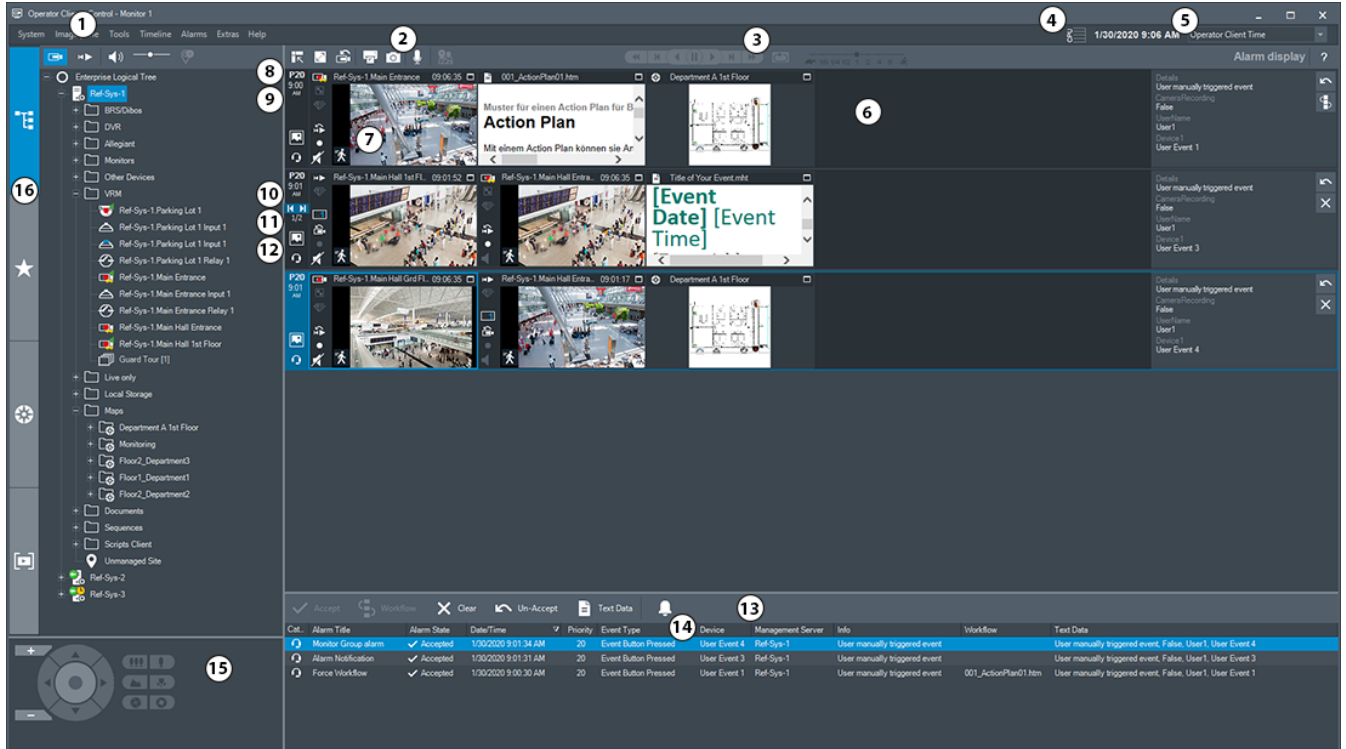 Operator Client
Control - Monitor 1
1
2
3
4
5
System
Tools
Timeline
Alarms
Extras
Help
1/30/2020 9:06 AM
Operator Client Time
Alarm display
?
Enterprise Logical Tree
Ref-Sys-1
BRS/Dibos
DVR
Allegiant
Monitors
Other Devices
VRM
Ref-Sys-1.Parking Lot 1
Ref-Sys-1.Parking Lot 1 Input 1
Ref-Sys-1.Parking Lot 1 Input 1
Ref-Sys-1.Parking Lot 1 Relay 1
Ref-Sys-1.Main Entrance
Ref-Sys-1.Main Entrance Input 1
Ref-Sys-1.Main Entrance Relay 1
Ref-Sys-1.Main Hall Entrance
Ref-Sys-1.Main Hall 1st Floor
Guard Tour [1]
Live only
Local Storage
Maps
Department A 1st Floor
Monitoring
Floor2_Department3
Floor1_Department1
Floor2_Department2
Documents
Sequences
Scripts Client
Unmanaged Site
Ref-Sys-2
Ref-Sys-3
16
8
9
10
11
12
P20
9:00
AM
Ref-Sys-1.Main Entrance 09:06:35
7
001_ActionPlan01.htm
Muster für einen Action Plan für B
Action Plan
Mit einem Action Plan können sie Ar
Department A 1st Floor
6
Details
User manually triggered event
CameraRecording
False
UserName
User1
Device1
User Event 1
P20
9:01
AM
1/2
Ref-Sys-1.Main Hall 1st Fl.. 09:01:52
Ref-Sys-1.Main Hall Entra.. 09:06:35
Title of Your Event.mht
[Event
Date] [Event
Time]
Details
User manually triggered event
CameraRecording
False
UserName
User1
Device1
User Event 3
P20
9:01
AM
Ref-Sys-1.Main Hall Grd Fl.. 09:06:35
Ref-Sys-1.Main Hall Entra.. 09:01:17
Department A 1st Floor
Details
User manually triggered event
CameraRecording
False
UserName
User1
Device1
User Event 4
Accept
Workflow
Clear
Un-Accept
Text Data
13
14
Cat.. Alarm Title Alarm State Date/Time Priority Event Type Device Management Server Info Workflow Text Data
Monitor Group alarm Accepted 1/30/2020 9:01:34 AM 20 Event Button Pressed User Event 4 Ref-Sys-1 User manually triggered event User manually triggered event, False, User1, User Event 4
Alarm Notification Accepted 1/30/2020 9:01:31 AM 20 Event Button Pressed User Event 3 Ref-Sys-1 User manually triggered event User manually triggered event, False, User1, User Event 3
Force Workflow Accepted 1/30/2020 9:00:30 AM 20 Event Button Pressed User Event 1 Ref-Sys-1 User manually triggered event 001_ActionPlan01.htm User manually triggered event, False, User1, User Event 1
15